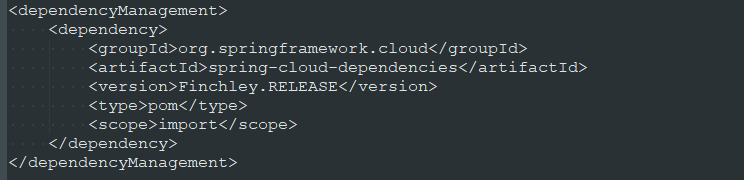 <dependencyManagement>
<dependency>
<groupId>org.springframework.cloud</groupId>
<artifactId>spring-cloud-dependencies</artifactId>
<version>Finchley.RELEASE</version>
<type>pom</type>
<scope>import</scope>
</dependency>
</dependencyManagement>